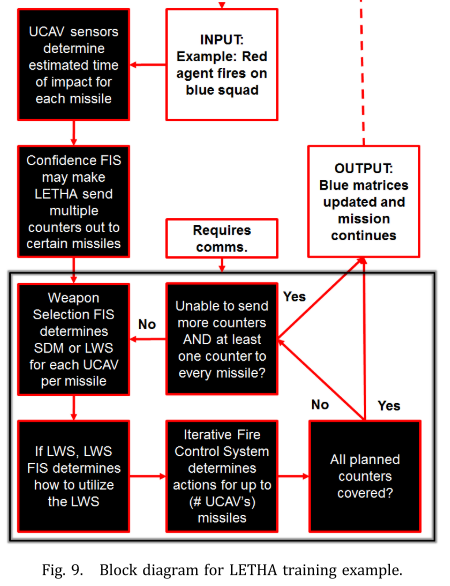 UCAV sensors
determine
estimated time
of impact for
each missile
INPUT:
Example: Red
agent fires on
blue squad
Confidence FIS
may make
LETHA send
multiple
counters out to
certain missiles
OUTPUT:
Blue matrices
updated and
mission
continues
Requires
comms.
Weapon
Selection FIS
determines
SDM or LWS
for each UCAV
per missile
No
Unable to send
more counters
AND at least
one counter to
every missile?
Yes
If LWS, LWS
FIS determines
how to utilize
the LWS
Iterative Fire
Control System
determines
actions for up to
(# UCAV's)
missiles
No
Yes
All planned
counters
covered?
Fig. 9. Block diagram for LETHA training example.